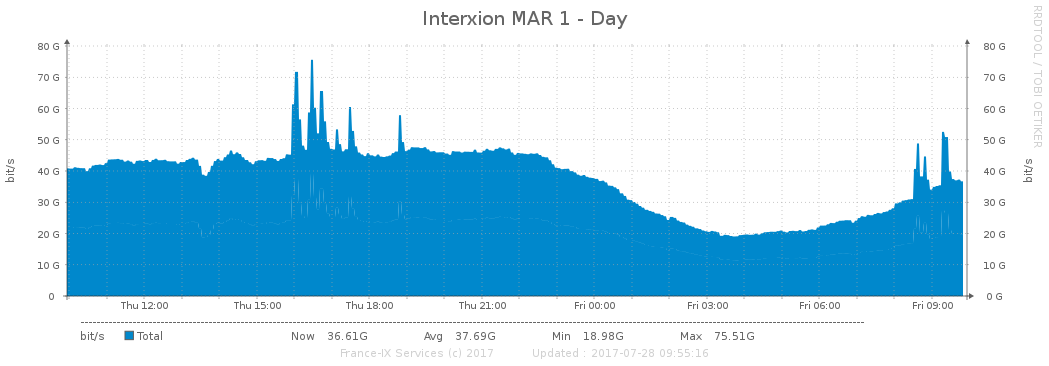 Interxion MAR 1 - Day
RRDTOOL / TOBI OETIKER
80 G 80 G
70 G 70 G
60 G 60 G
50 G 50 G
40 G 40 G
30 G 30 G
20 G 20 G
10 G 10 G
0 0 G
bit/s bit/s
Thu 12:00 Thu 15:00 Thu 18:00 Thu 21:00 Fri 00:00 Fri 03:00 Fri 06:00 Fri 09:00
bit/s Total Now 36.61G Avg 37.69G Min 18.98G Max 75.51G
France-IX Services (c) 2017 Updated : 2017-07-28 09:55:16